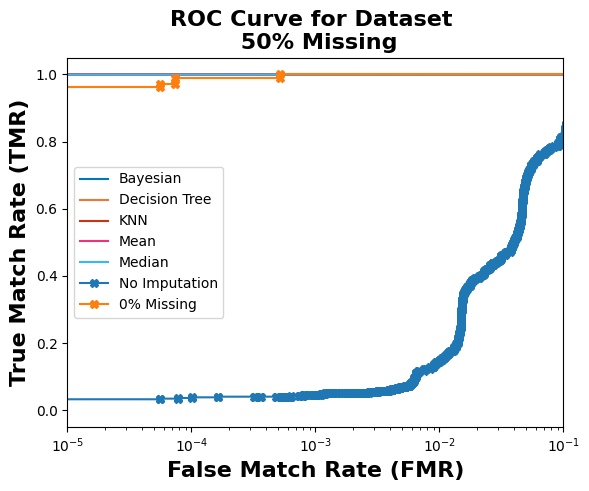 ROC Curve for Dataset
50% Missing
True Match Rate (TMR)
1.0
0.8
0.6
0.4
0.2
0.0
Bayesian
Decision Tree
KNN
Mean
Median
No Imputation
0% Missing
10⁻⁵
10⁻⁴
10⁻³
10⁻²
10⁻¹
False Match Rate (FMR)